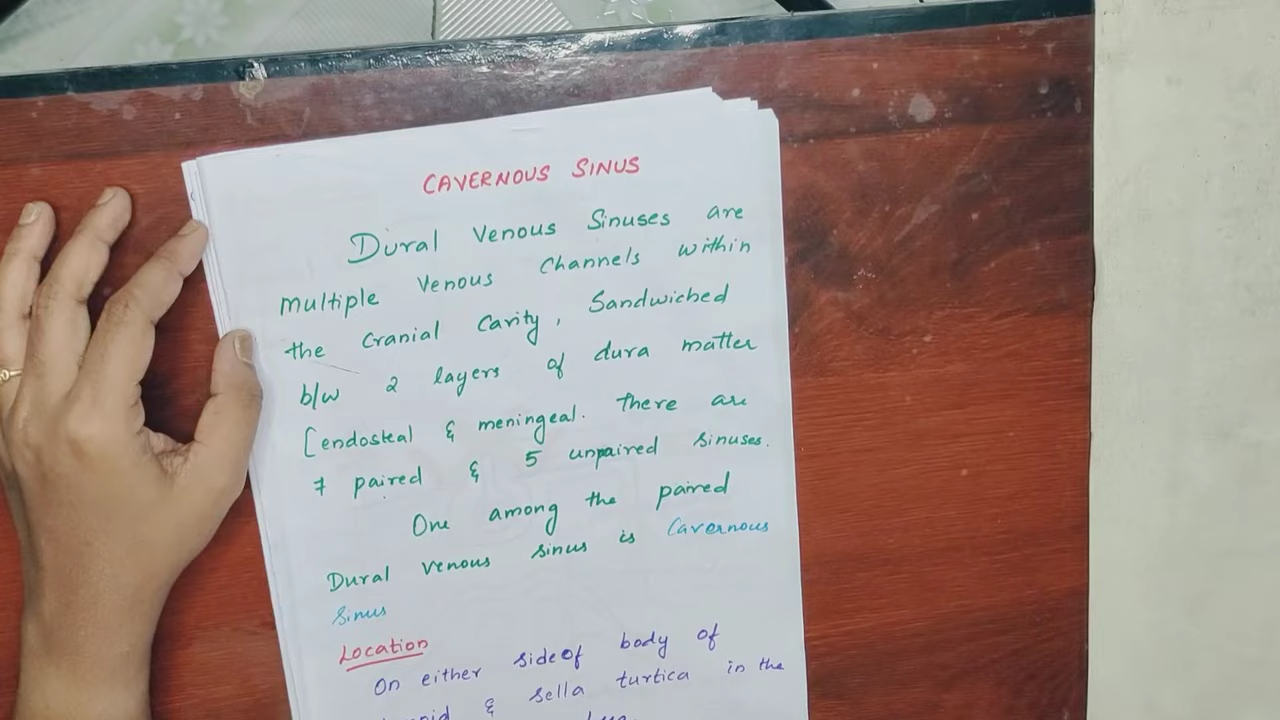 CAVERNOUS SINUS
Dural Venous Sinuses are
multiple Venous Channels within
the Cranial Cavity, Sandwiched
b/w 2 layers of dura matter
[endosteal & meningeal. There are
7 paired & 5 unpaired sinuses.
One among the paired
Dural venous sinus is Cavernous
Sinus
Location
On either side of body of
& sella turtica in the